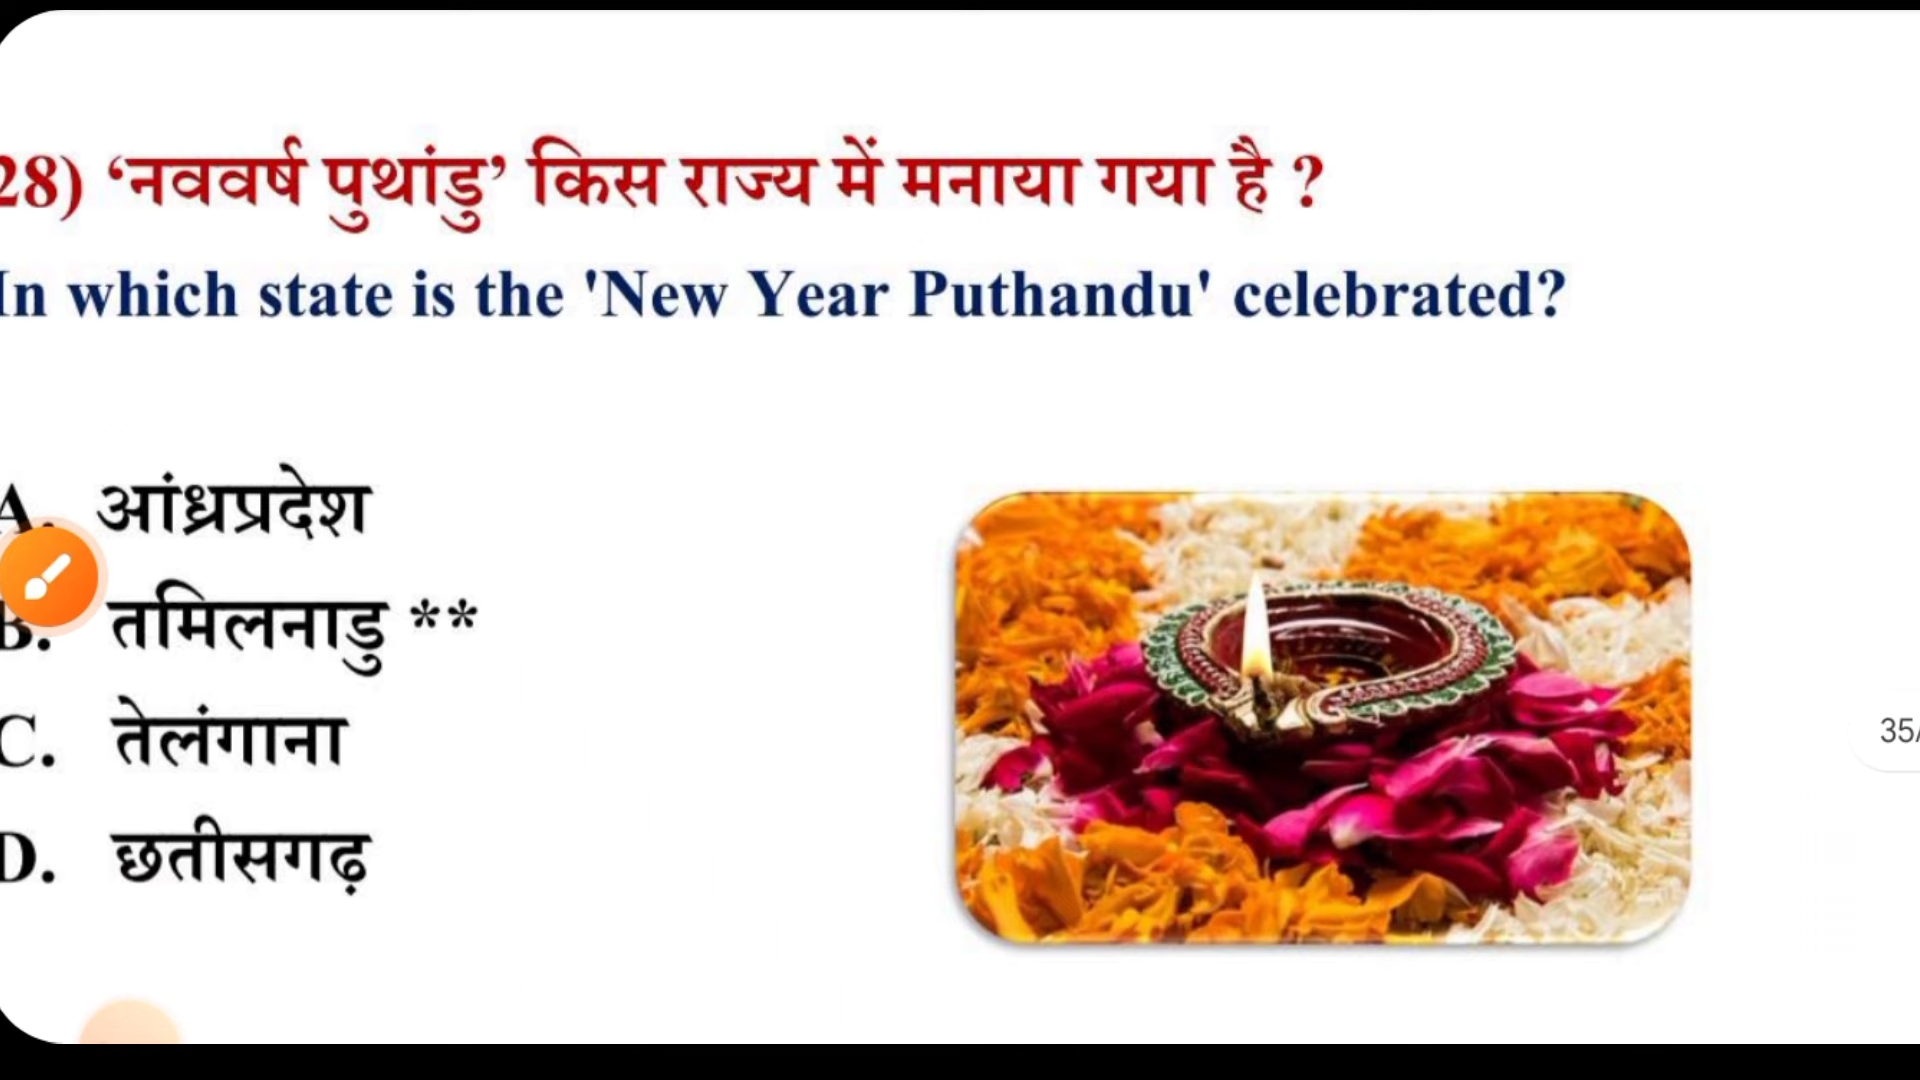 28) ‘नववर्ष पुथांडु’ किस राज्य में मनाया गया है ?
In which state is the 'New Year Puthandu' celebrated?
A. आंध्रप्रदेश
B. तमिलनाडु **
C. तेलंगाना
D. छतीसगढ़
35/